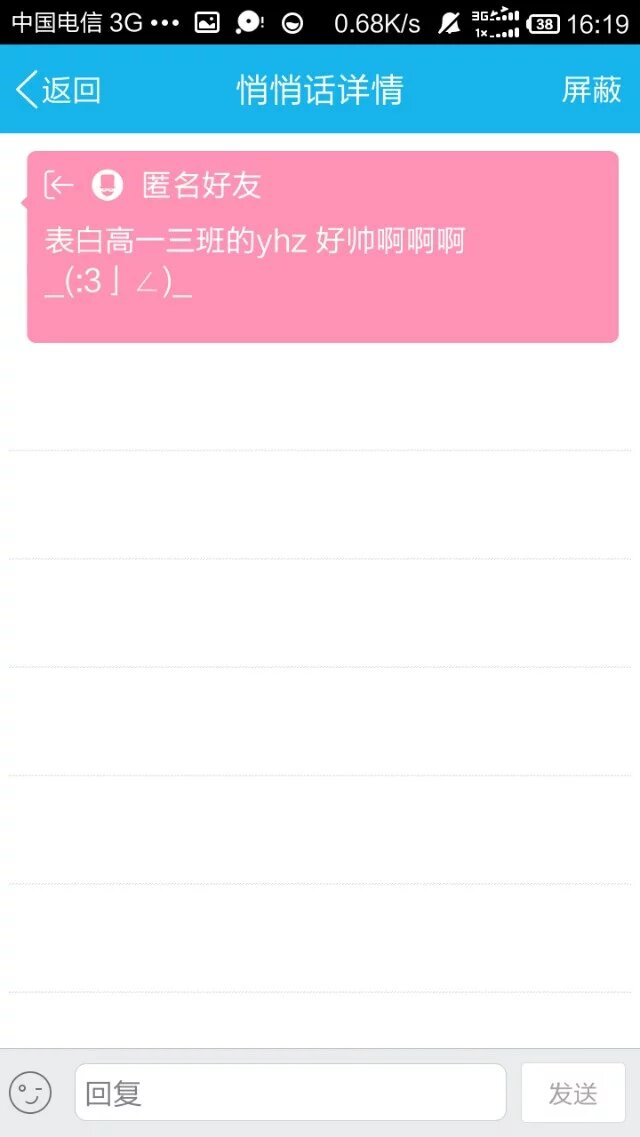 中国电信 3G ••• 0.68K/s 3G 1x 38 16:19
返回 悄悄话详情 屏蔽
匿名好友
表白高一三班的yhz 好帅啊啊啊
_(:3」∠)_
回复 发送